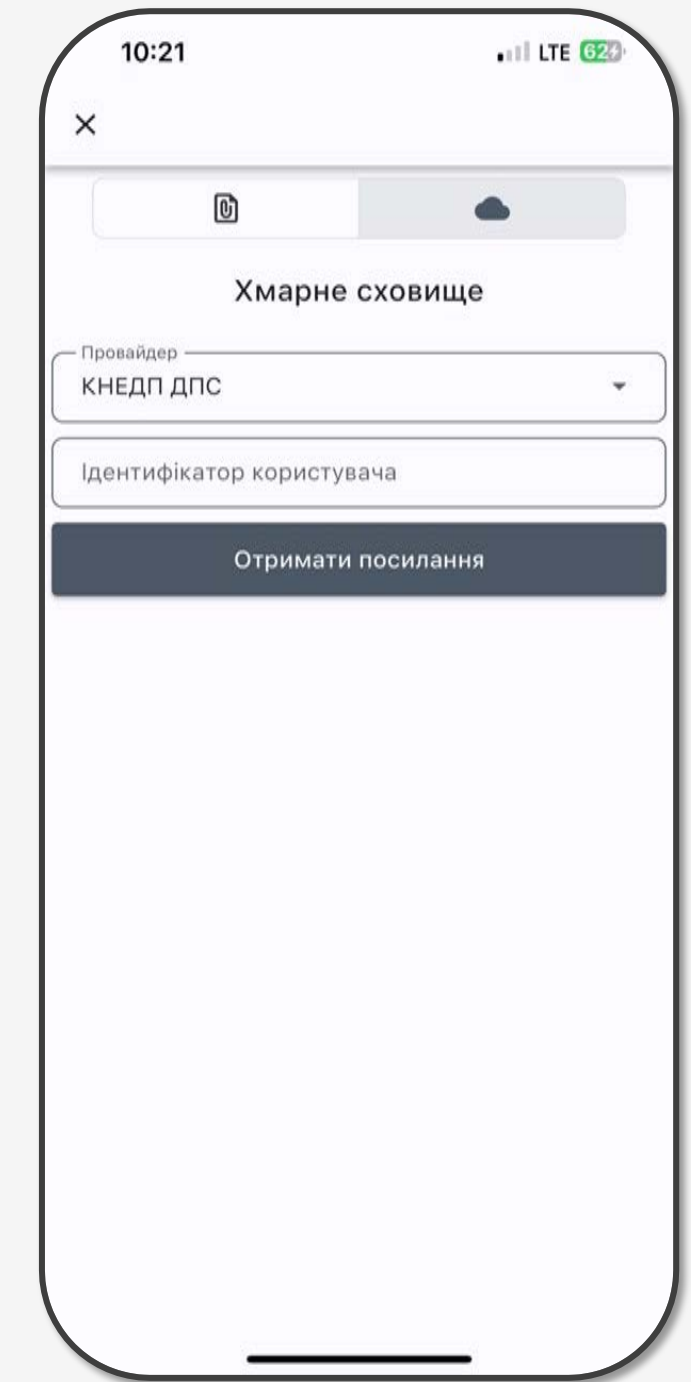 10:21
LTE 62
Хмарне сховище
Провайдер
КНЕДП ДПС
Ідентифікатор користувача
Отримати посилання